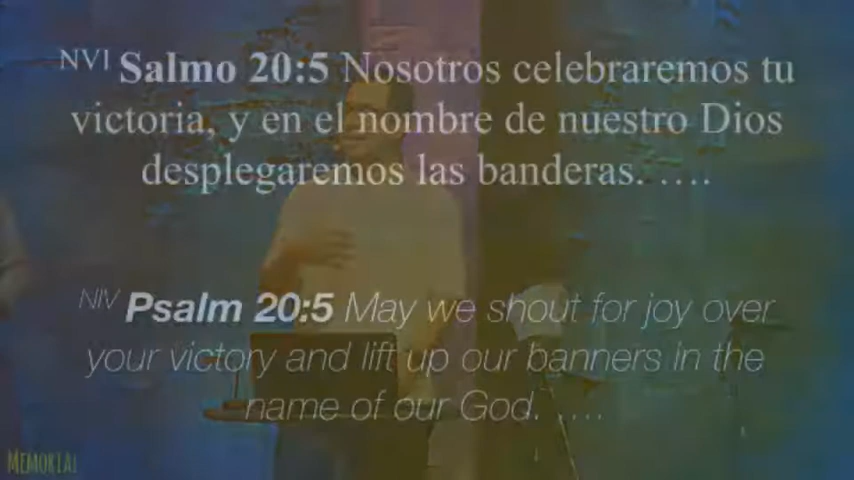 NVI Salmo 20:5 Nosotros celebraremos tu
victoria, y en el nombre de nuestro Dios
desplegaremos las banderas. ....
NIV Psalm 20:5 May we shout for joy over
your victory and lift up our banners in the
name of our God. ....
MEMORIAL